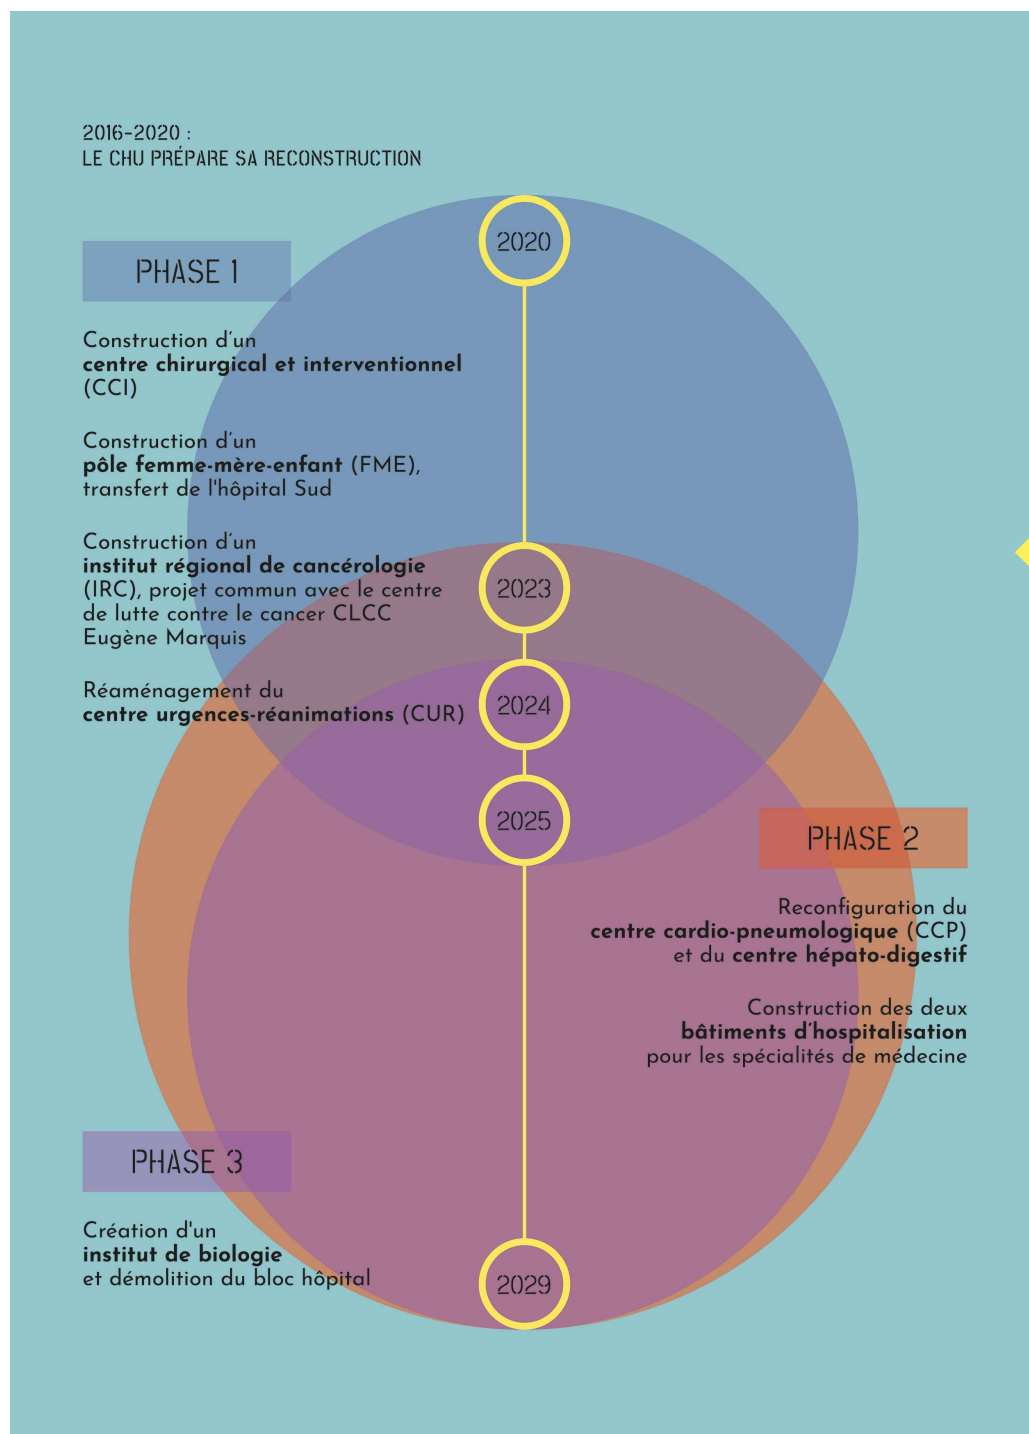 2016-2020 :
LE CHU PRÉPARE SA RECONSTRUCTION
2020
PHASE 1
Construction d’un
centre chirurgical et interventionnel
(CCI)
Construction d’un
pôle femme-mère-enfant (FME),
transfert de l'hôpital Sud
Construction d’un
institut régional de cancérologie
(IRC), projet commun avec le centre
de lutte contre le cancer CLCC
Eugène Marquis
Réaménagement du
centre urgences-réanimations (CUR)
2023
2024
2025
PHASE 2
Reconfiguration du
centre cardio-pneumologique (CCP)
et du centre hépato-digestif
Construction des deux
bâtiments d’hospitalisation
pour les spécialités de médecine
PHASE 3
Création d'un
institut de biologie
et démolition du bloc hôpital
2029